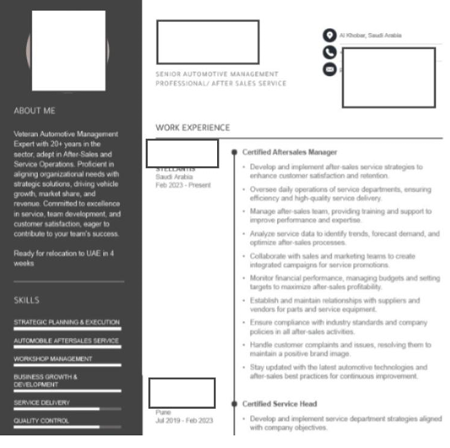 SENIOR AUTOMOTIVE MANAGEMENT
PROFESSIONAL/ AFTER SALES SERVICE
Al Khobar, Saudi Arabia
ABOUT ME
Veteran Automotive Management
Expert with 20+ years in the
sector, adept in After-Sales and
Service Operations. Proficient in
aligning organizational needs with
strategic solutions, driving vehicle
growth, market share, and
revenue. Committed to excellence
in service, team development, and
customer satisfaction, eager to
contribute to your team's success.
Ready for relocation to UAE in 4
weeks
SKILLS
STRATEGIC PLANNING & EXECUTION
AUTOMOBILE AFTERSALES SERVICE
WORKSHOP MANAGEMENT
BUSINESS GROWTH &
DEVELOPMENT
SERVICE DELIVERY
QUALITY CONTROL
WORK EXPERIENCE
STELLANTIS
Saudi Arabia
Feb 2023 - Present
Certified Aftersales Manager
• Develop and implement after-sales service strategies to
enhance customer satisfaction and retention.
• Oversee daily operations of service departments, ensuring
efficiency and high-quality service delivery.
• Manage after-sales team, providing training and support to
improve performance and expertise.
• Analyze service data to identify trends, forecast demand, and
optimize after-sales processes.
• Collaborate with sales and marketing teams to create
integrated campaigns for service promotions.
• Monitor financial performance, managing budgets and setting
targets to maximize after-sales profitability.
• Establish and maintain relationships with suppliers and
vendors for parts and service equipment.
• Ensure compliance with industry standards and company
policies in all after-sales activities.
• Handle customer complaints and issues, resolving them to
maintain a positive brand image.
• Stay updated with the latest automotive technologies and
after-sales best practices for continuous improvement.
Pune
Jul 2019 - Feb 2023
Certified Service Head
• Develop and implement service department strategies aligned
with company objectives.